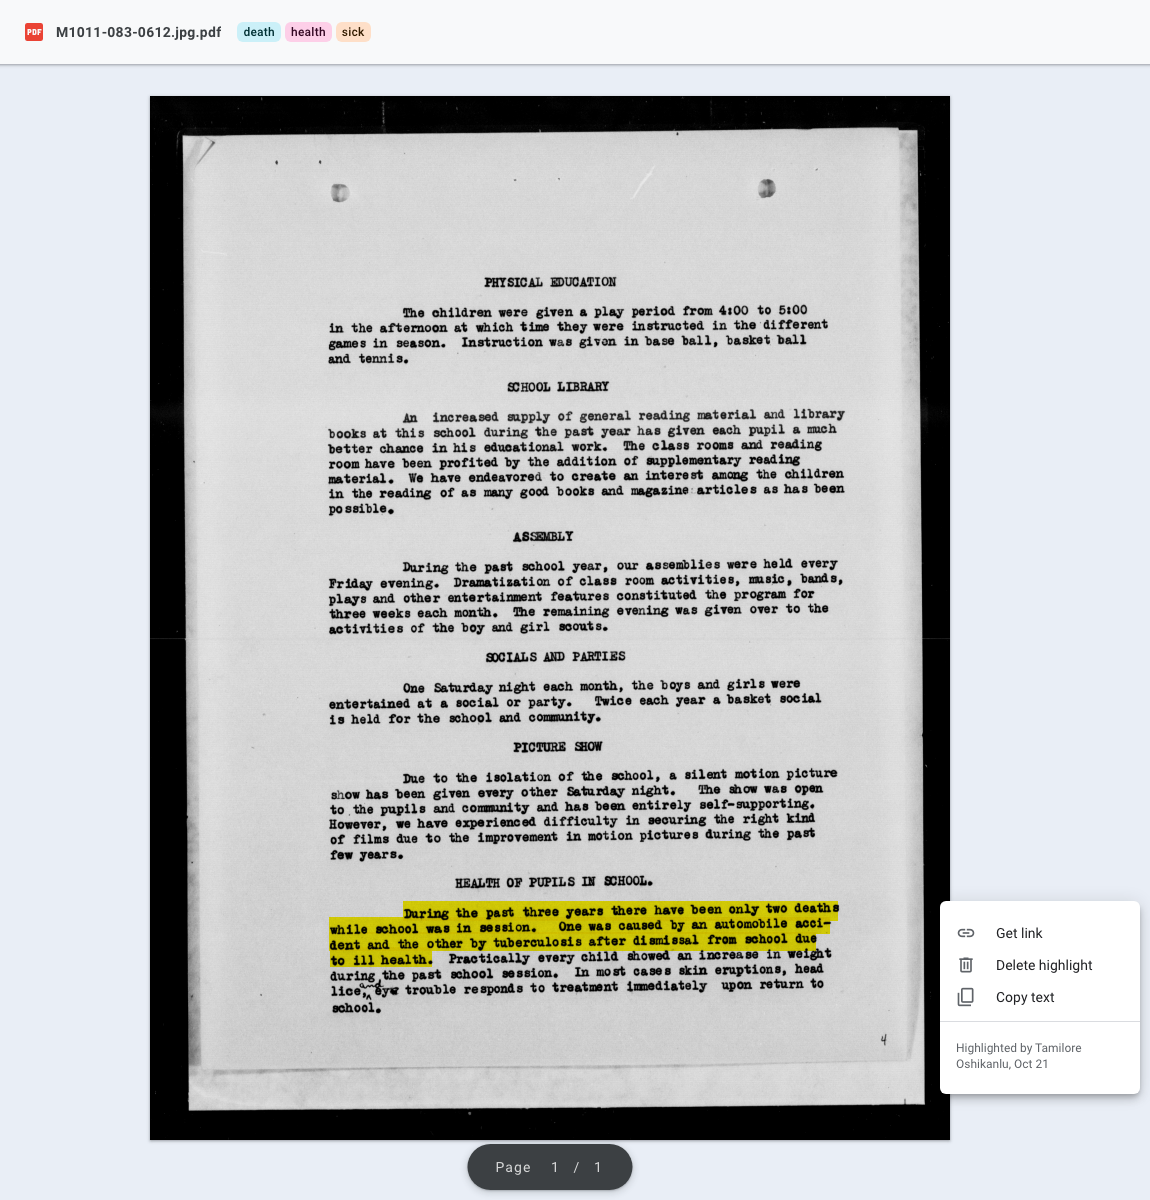 PDF M1011-083-0612.jpg.pdf death health sick
PHYSICAL EDUCATION
The children were given a play period from 4:00 to 5:00
in the afternoon at which time they were instructed in the different
games in season. Instruction was given in base ball, basket ball
and tennis.
SCHOOL LIBRARY
An increased supply of general reading material and library
books at this school during the past year has given each pupil a much
better chance in his educational work. The class rooms and reading
room have been profited by the addition of supplementary reading
material. We have endeavored to create an interest among the children
in the reading of as many good books and magazine articles as has been
possible.
ASSEMBLY
During the past school year, our assemblies were held every
Friday evening. Dramatization of class room activities, music, bands,
plays and other entertainment features constituted the program for
three weeks each month. The remaining evening was given over to the
activities of the boy and girl scouts.
SOCIALS AND PARTIES
One Saturday night each month, the boys and girls were
entertained at a social or party. Twice each year a basket social
is held for the school and community.
PICTURE SHOW
Due to the isolation of the school, a silent motion picture
show has been given every other Saturday night. The show was open
to the pupils and community and has been entirely self-supporting.
However, we have experienced difficulty in securing the right kind
of films due to the improvement in motion pictures during the past
few years.
HEALTH OF PUPILS IN SCHOOL.
During the past three years there have been only two deaths
while school was in session. One was caused by an automobile acci-
dent and the other by tuberculosis after dismissal from school due
to ill health. Practically every child showed an increase in weight
during the past school session. In most cases skin eruptions, head
lice, and eye trouble responds to treatment immediately upon return to
school.
4
Get link
Delete highlight
Copy text
Highlighted by Tamilore
Oshikanlu, Oct 21
Page 1 / 1